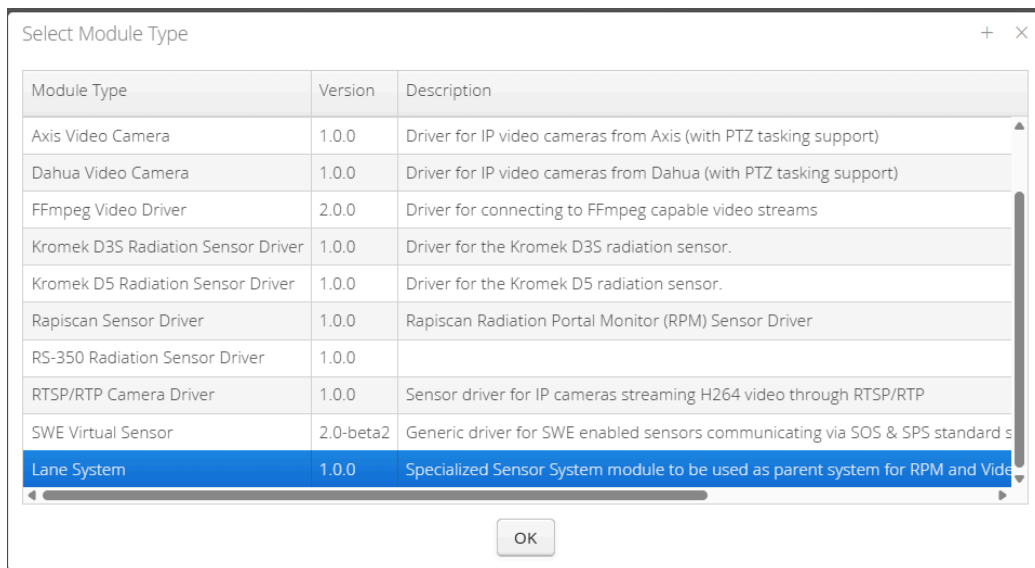 Select Module Type
Module Type Version Description
Axis Video Camera 1.0.0 Driver for IP video cameras from Axis (with PTZ tasking support)
Dahua Video Camera 1.0.0 Driver for IP video cameras from Dahua (with PTZ tasking support)
FFmpeg Video Driver 2.0.0 Driver for connecting to FFmpeg capable video streams
Kromek D3S Radiation Sensor Driver 1.0.0 Driver for the Kromek D3S radiation sensor.
Kromek D5 Radiation Sensor Driver 1.0.0 Driver for the Kromek D5 radiation sensor.
Rapiscan Sensor Driver 1.0.0 Rapiscan Radiation Portal Monitor (RPM) Sensor Driver
RS-350 Radiation Sensor Driver 1.0.0
RTSP/RTP Camera Driver 1.0.0 Sensor driver for IP cameras streaming H264 video through RTSP/RTP
SWE Virtual Sensor 2.0-beta2 Generic driver for SWE enabled sensors communicating via SOS & SPS standard s
Lane System 1.0.0 Specialized Sensor System module to be used as parent system for RPM and Vide
OK